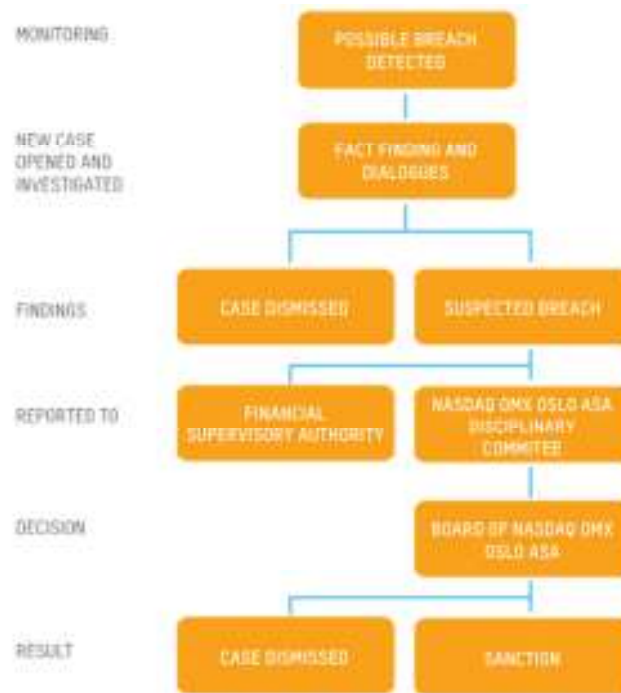 MONITORING
POSSIBLE BREACH
DETECTED
NEW CASE
OPENED AND
INVESTIGATED
FACT FINDING AND
DIALOGUES
FINDINGS
CASE DISMISSED
SUSPECTED BREACH
REPORTED TO
FINANCIAL
SUPERVISORY AUTHORITY
NASDAQ OMX OSLO ASA
DISCIPLINARY
COMMITEE
DECISION
BOARD OF NASDAQ OMX
OSLO ASA
RESULT
CASE DISMISSED
SANCTION